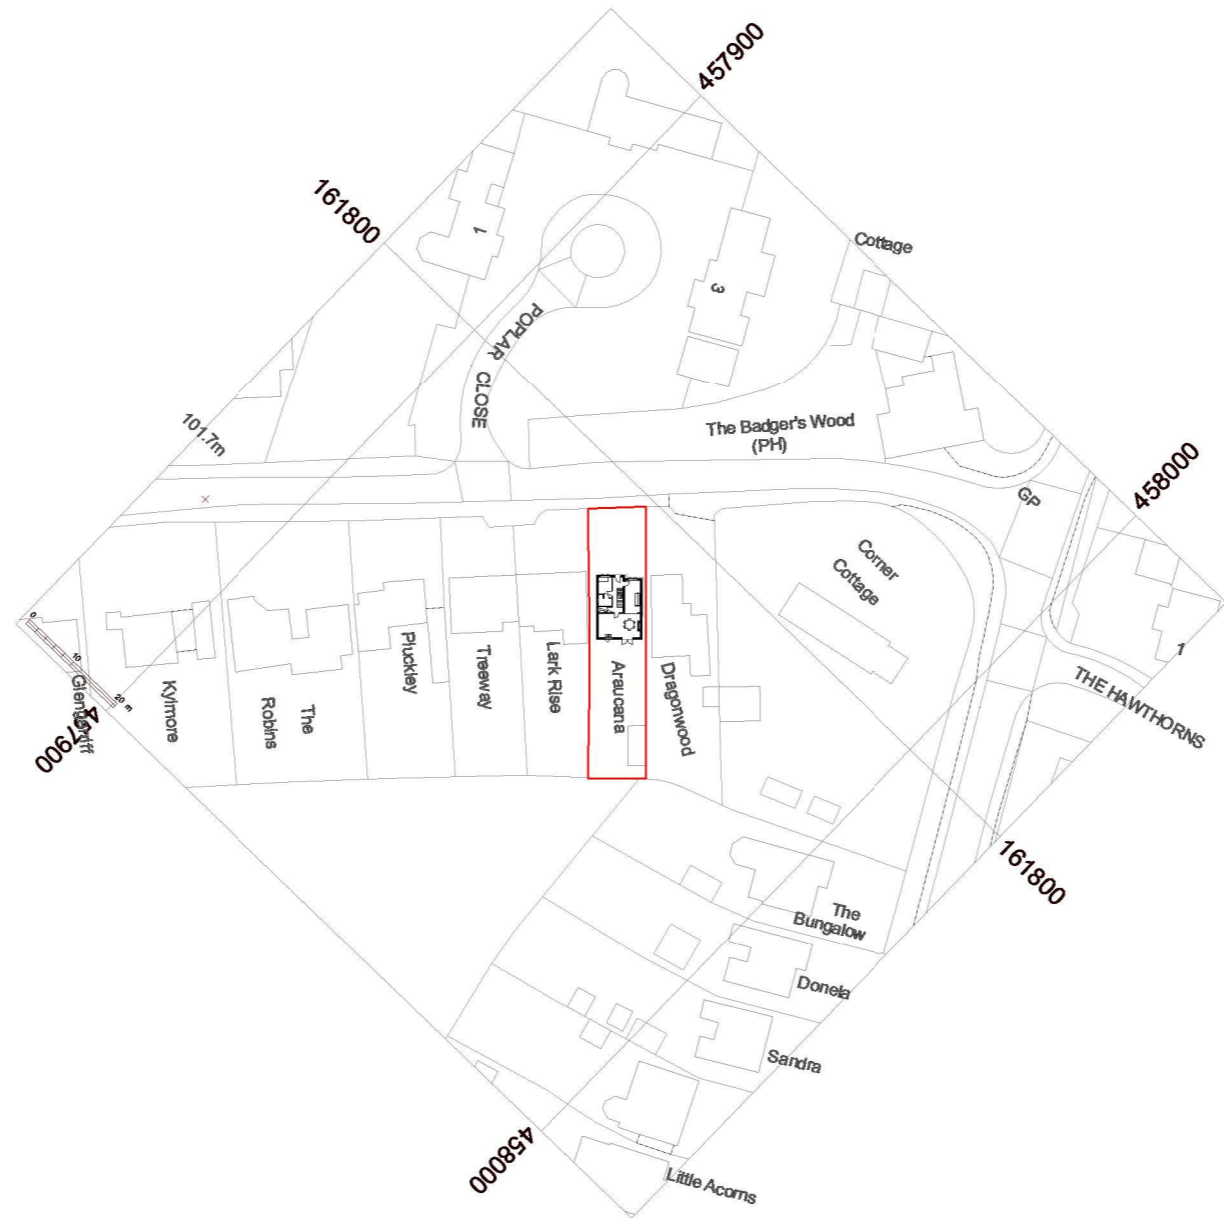 457900
161800
Cottage
1
3
POPLAR CLOSE
101.7m
The Badger's Wood
(PH)
458000
GP
Corner
Cottage
0
10
20 m
Kylmore
The
Robins
Pluckley
Treeway
Lark Rise
Araucana
Dragonwood
1
THE HAWTHORNS
457900
161800
The
Bungalow
Donela
Sandra
458000
Little Acorns